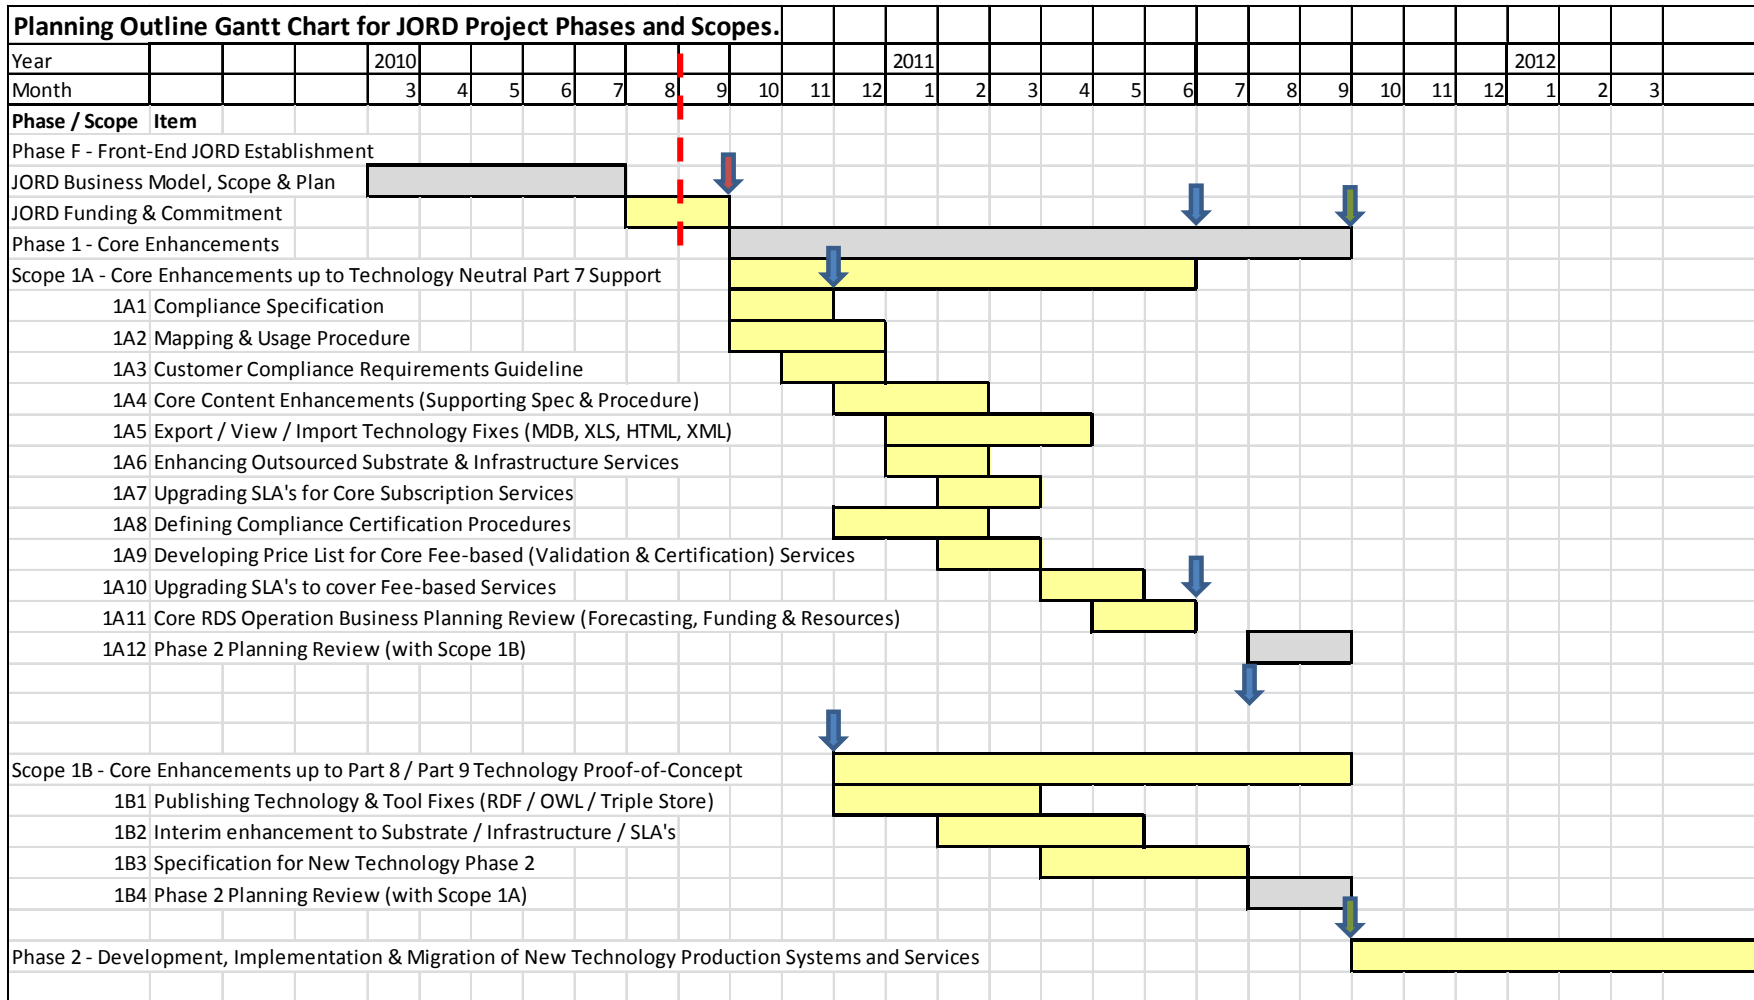 Planning Outline Gantt Chart for JORD Project Phases and Scopes.
Year 2010 2011 2012
Month 3 4 5 6 7 8 9 10 11 12 1 2 3 4 5 6 7 8 9 10 11 12 1 2 3
Phase / Scope Item
Phase F - Front-End JORD Establishment
JORD Business Model, Scope & Plan
JORD Funding & Commitment
Phase 1 - Core Enhancements
Scope 1A - Core Enhancements up to Technology Neutral Part 7 Support
1A1 Compliance Specification
1A2 Mapping & Usage Procedure
1A3 Customer Compliance Requirements Guideline
1A4 Core Content Enhancements (Supporting Spec & Procedure)
1A5 Export / View / Import Technology Fixes (MDB, XLS, HTML, XML)
1A6 Enhancing Outsourced Substrate & Infrastructure Services
1A7 Upgrading SLA's for Core Subscription Services
1A8 Defining Compliance Certification Procedures
1A9 Developing Price List for Core Fee-based (Validation & Certification) Services
1A10 Upgrading SLA's to cover Fee-based Services
1A11 Core RDS Operation Business Planning Review (Forecasting, Funding & Resources)
1A12 Phase 2 Planning Review (with Scope 1B)
Scope 1B - Core Enhancements up to Part 8 / Part 9 Technology Proof-of-Concept
1B1 Publishing Technology & Tool Fixes (RDF / OWL / Triple Store)
1B2 Interim enhancement to Substrate / Infrastructure / SLA's
1B3 Specification for New Technology Phase 2
1B4 Phase 2 Planning Review (with Scope 1A)
Phase 2 - Development, Implementation & Migration of New Technology Production Systems and Services